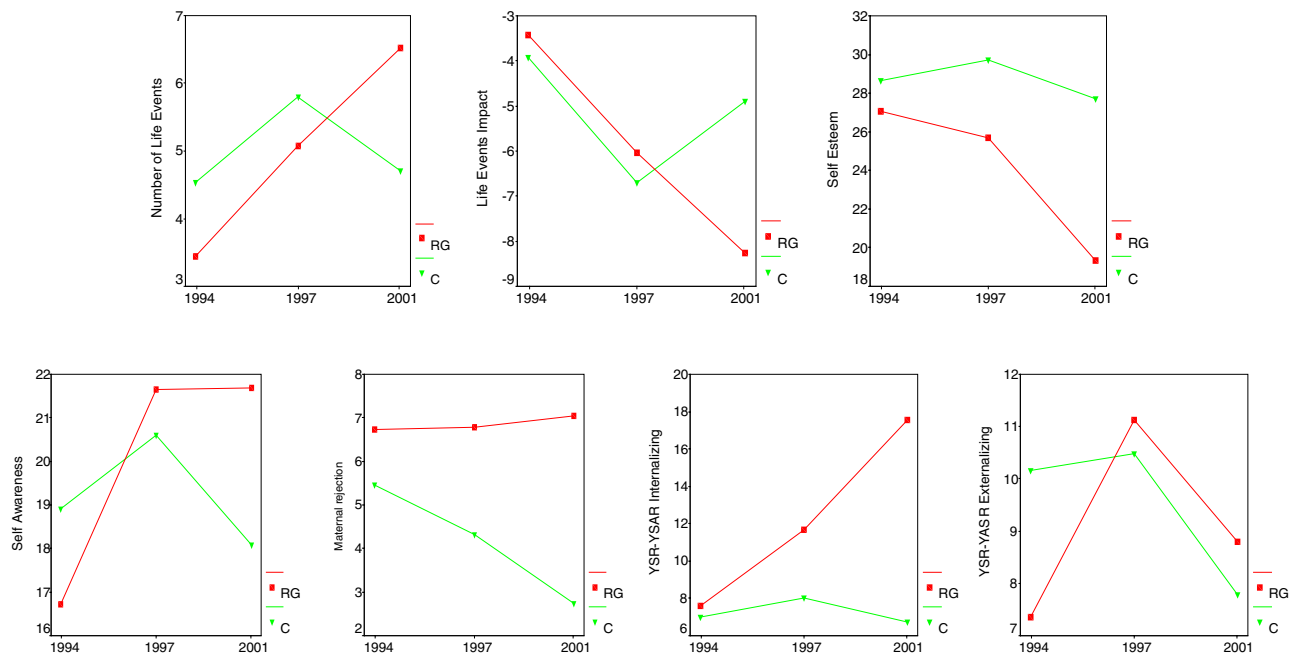 Number of Life Events
7
6
5
4
3
1994 1997 2001
RG
C
Life Events Impact
-3
-4
-5
-6
-7
-8
-9
1994 1997 2001
RG
C
Self Esteem
32
30
28
26
24
22
20
18
1994 1997 2001
RG
C
Self Awareness
22
21
20
19
18
17
16
1994 1997 2001
RG
C
Maternal rejection
8
7
6
5
4
3
2
1994 1997 2001
RG
C
YSR-YSAR Internalizing
20
18
16
14
12
10
8
6
1994 1997 2001
RG
C
YSR-YAS R Externalizing
12
11
10
9
8
7
1994 1997 2001
RG
C